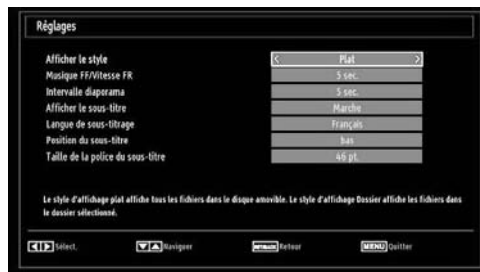 Réglages
Afficher le style Plat
Musique FF/Vitesse FR 5 sec.
Intervalle diaporama 5 sec.
Afficher le sous-titre Marche
Langue de sous-titrage Français
Position du sous-titre bas
Taille de la police du sous-titre 46 pt.
Le style d'affichage plat affiche tous les fichiers dans le disque amovible. Le style d'affichage Dossier affiche les fichiers dans
le dossier sélectionné.
Sélect. Naviguer Retour MENU Quitter